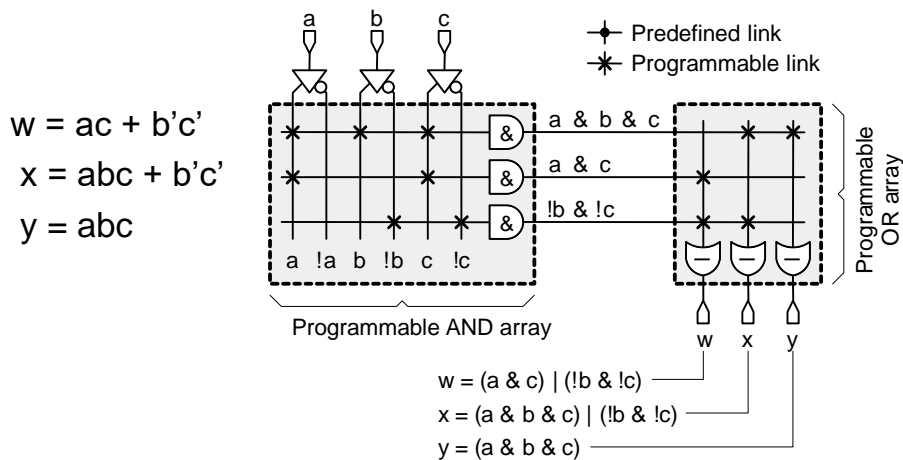 a b c
Predefined link
Programmable link
w = ac + b'c'
x = abc + b'c'
y = abc
& a & b & c
& a & c
& !b & !c
a !a b !b c !c
Programmable AND array
Programmable
OR array
w x y
w = (a & c) | (!b & !c)
x = (a & b & c) | (!b & !c)
y = (a & b & c)